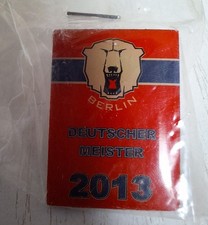 BERLIN
DEUTSCHER
MEISTER
2013